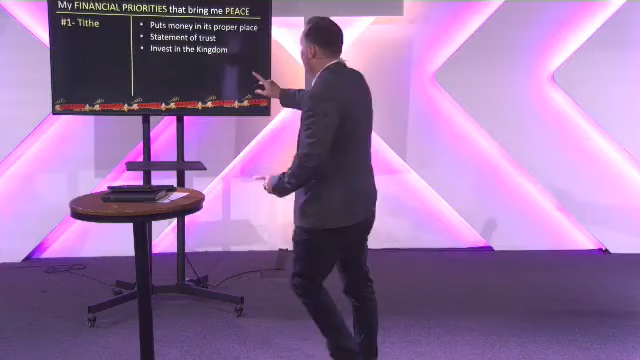 My FINANCIAL PRIORITIES that bring me PEACE
#1- Tithe
• Puts money in its proper place
• Statement of trust
• Invest in the Kingdom